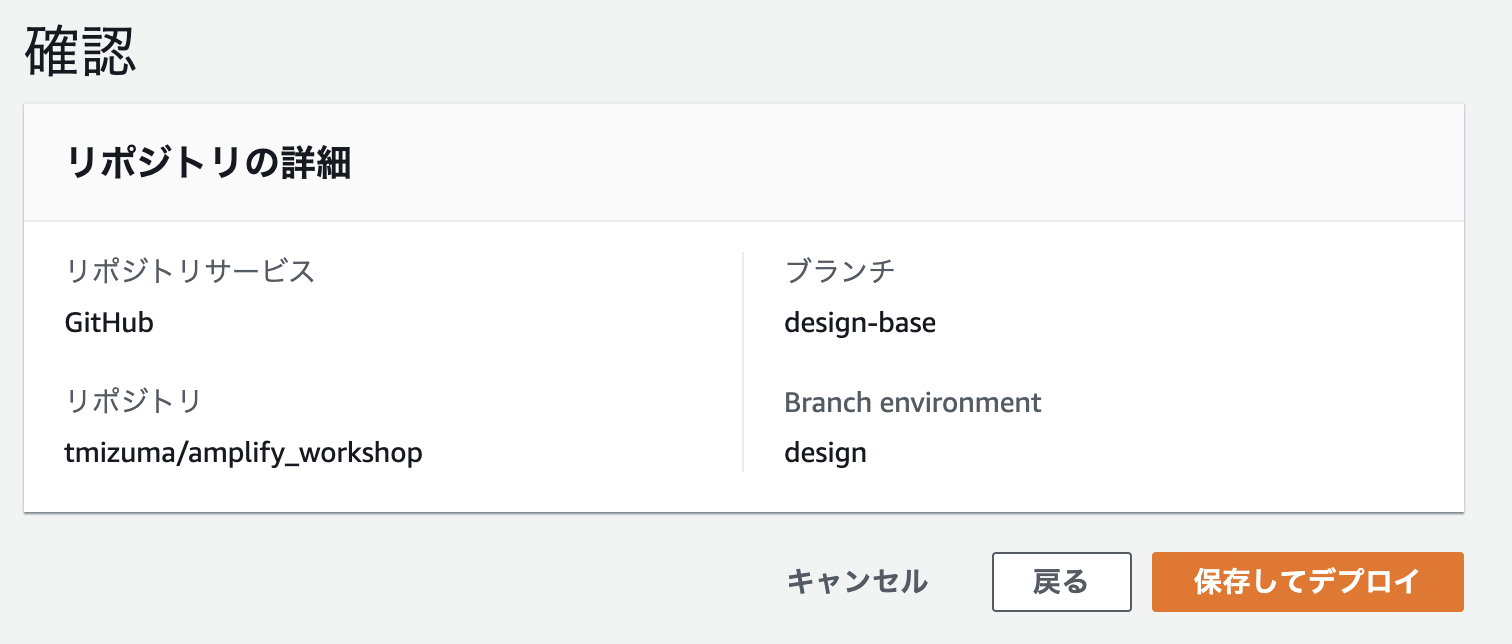 確認
リポジトリの詳細
リポジトリサービス
GitHub
リポジトリ
tmizuma/amplify_workshop
ブランチ
design-base
Branch environment
design
キャンセル
戻る
保存してデプロイ